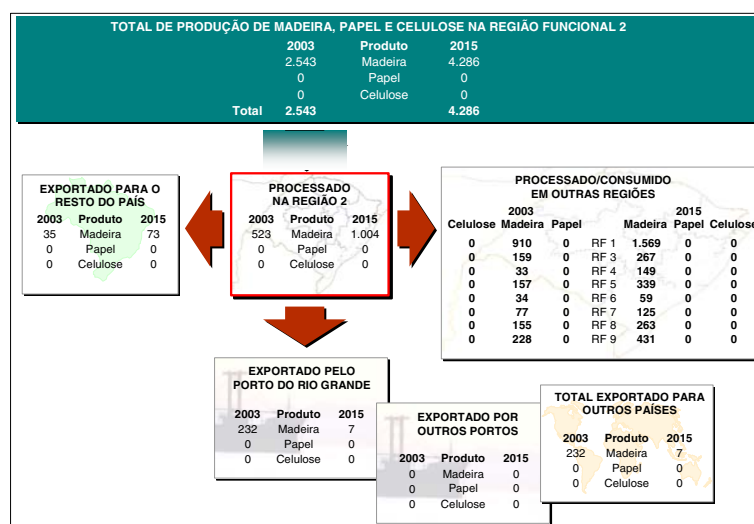 TOTAL DE PRODUÇÃO DE MADEIRA, PAPEL E CELULOSE NA REGIÃO FUNCIONAL 2
2003 Produto 2015
2.543 Madeira 4.286
0 Papel 0
0 Celulose 0
Total 2.543 4.286
EXPORTADO PARA O
RESTO DO PAÍS
2003 Produto 2015
35 Madeira 73
0 Papel 0
0 Celulose 0
PROCESSADO
NA REGIÃO 2
2003 Produto 2015
523 Madeira 1.004
0 Papel 0
0 Celulose 0
PROCESSADO/CONSUMIDO
EM OUTRAS REGIÕES
2003 2015
Celulose Madeira Papel Madeira Papel Celulose
0 910 0 RF 1 1.569 0 0
0 159 0 RF 3 267 0 0
0 33 0 RF 4 149 0 0
0 157 0 RF 5 339 0 0
0 34 0 RF 6 59 0 0
0 77 0 RF 7 125 0 0
0 155 0 RF 8 263 0 0
0 228 0 RF 9 431 0 0
EXPORTADO PELO
PORTO DO RIO GRANDE
2003 Produto 2015
232 Madeira 7
0 Papel 0
0 Celulose 0
EXPORTADO POR
OUTROS PORTOS
2003 Produto 2015
0 Madeira 0
0 Papel 0
0 Celulose 0
TOTAL EXPORTADO PARA
OUTROS PAÍSES
2003 Produto 2015
232 Madeira 7
0 Papel 0
0 Celulose 0